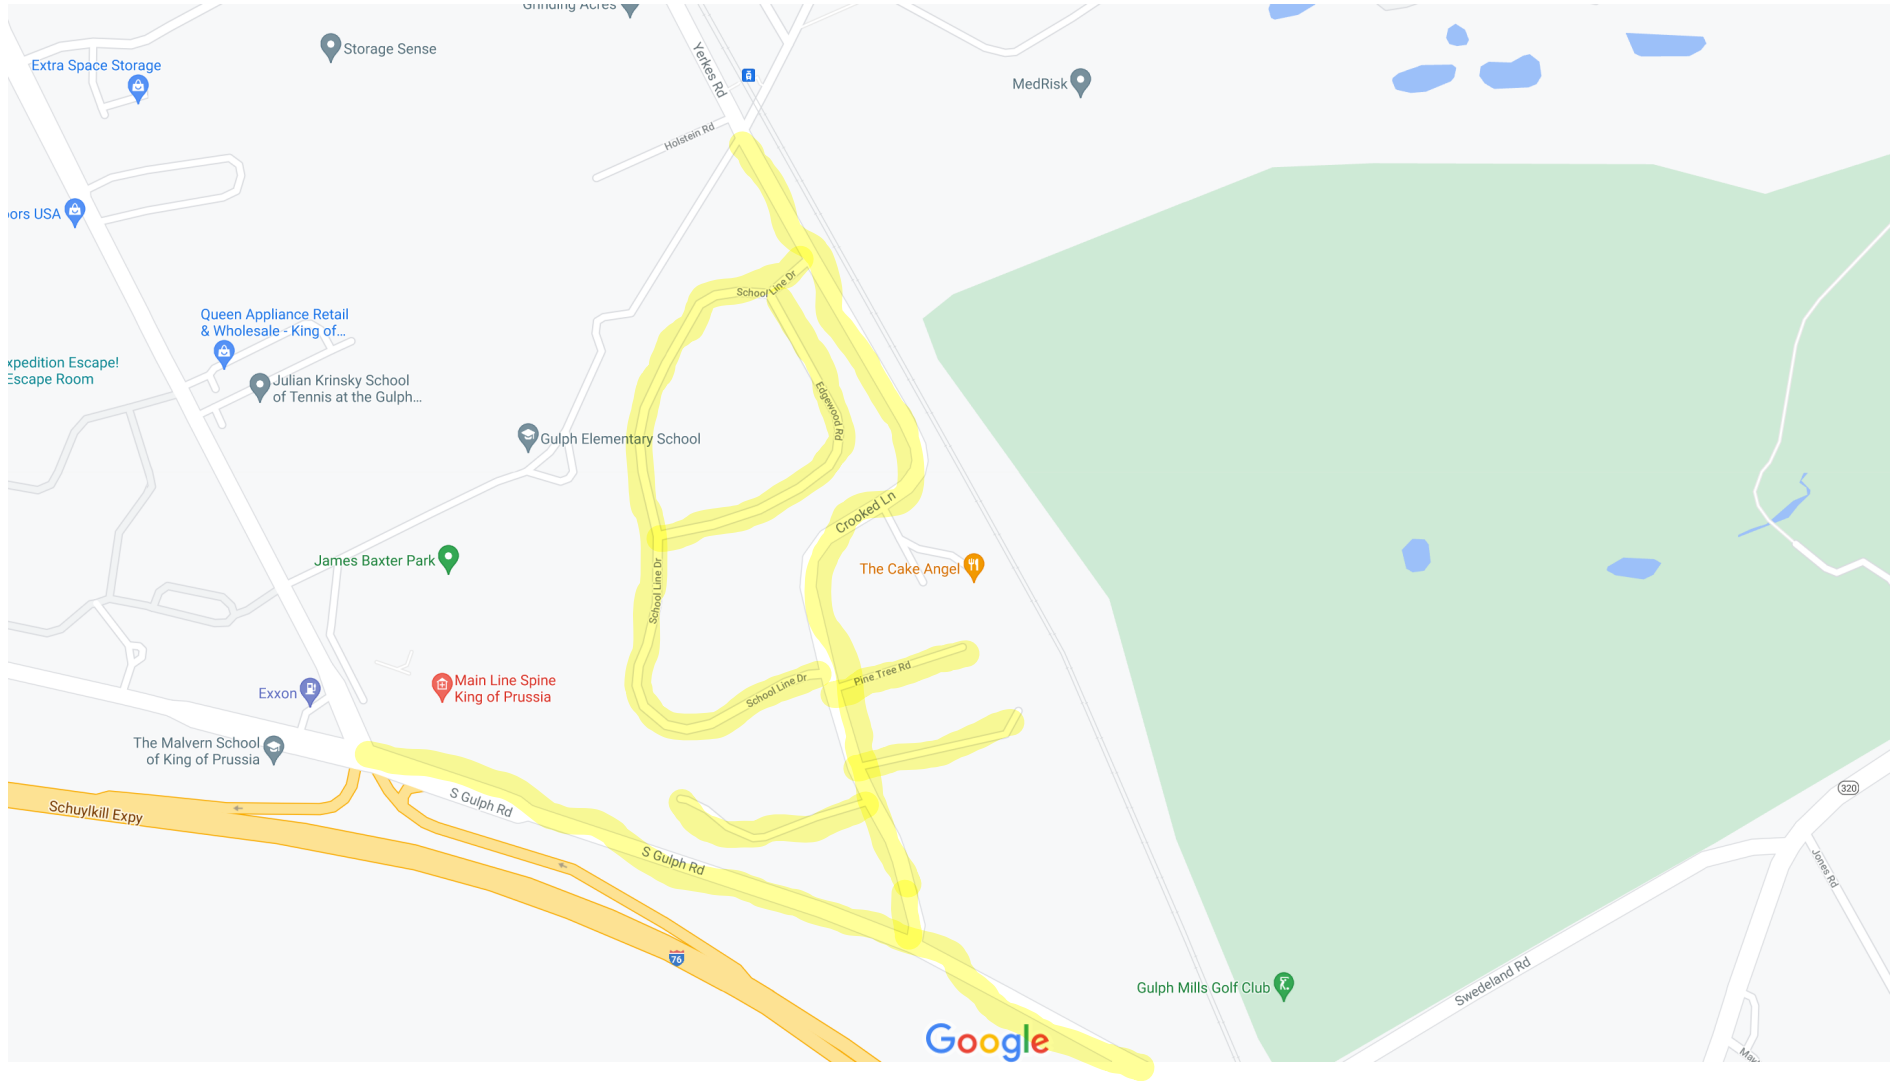 Grinding Acres
Storage Sense
Extra Space Storage
Yerkes Rd
MedRisk
Holstein Rd
oors USA
School Line Dr
Queen Appliance Retail
& Wholesale - King of...
xpedition Escape!
Escape Room
Julian Krinsky School
of Tennis at the Gulph...
Edgewood Rd
Gulph Elementary School
Crooked Ln
James Baxter Park
The Cake Angel
School Line Dr
Pine Tree Rd
Main Line Spine
King of Prussia
School Line Dr
Exxon
The Malvern School
of King of Prussia
320
S Gulph Rd
Schuylkill Expy
S Gulph Rd
Jones Rd
76
Swedeland Rd
Gulph Mills Golf Club
Google